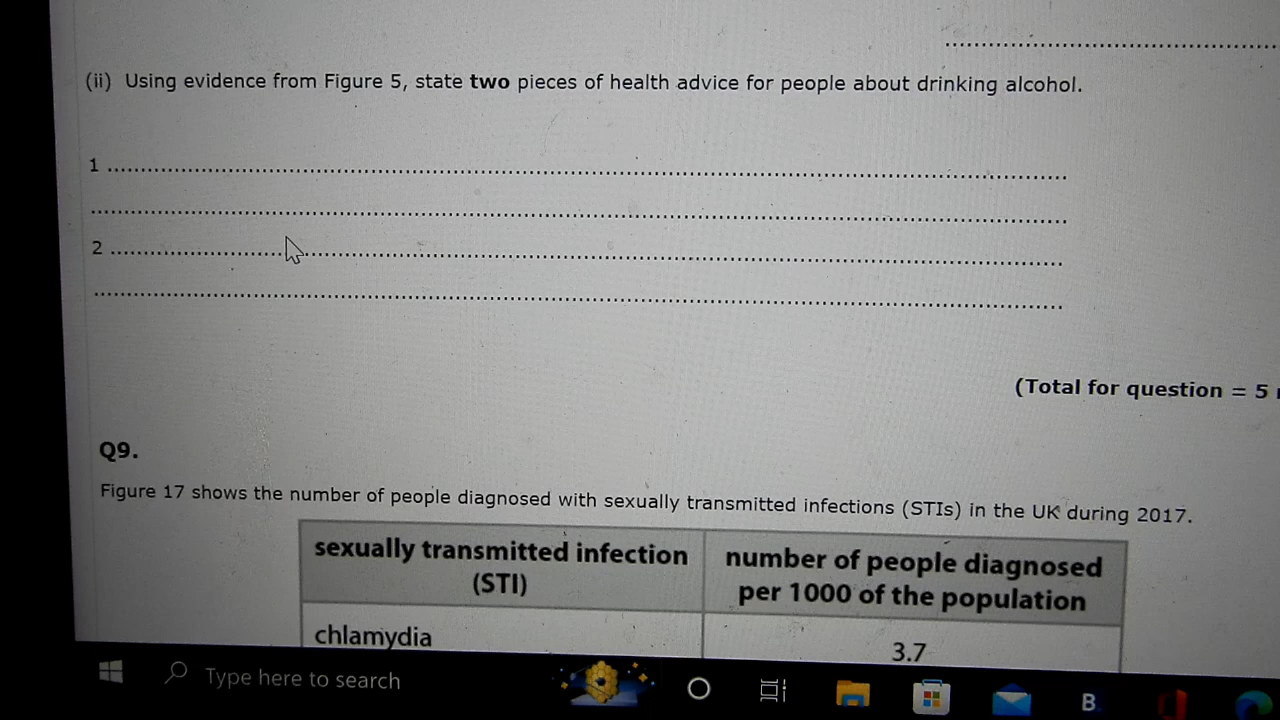 (ii) Using evidence from Figure 5, state two pieces of health advice for people about drinking alcohol.
1
2
(Total for question = 5
Q9.
Figure 17 shows the number of people diagnosed with sexually transmitted infections (STIs) in the UK during 2017.
sexually transmitted infection
(STI)
number of people diagnosed
per 1000 of the population
chlamydia
3.7
Type here to search
B